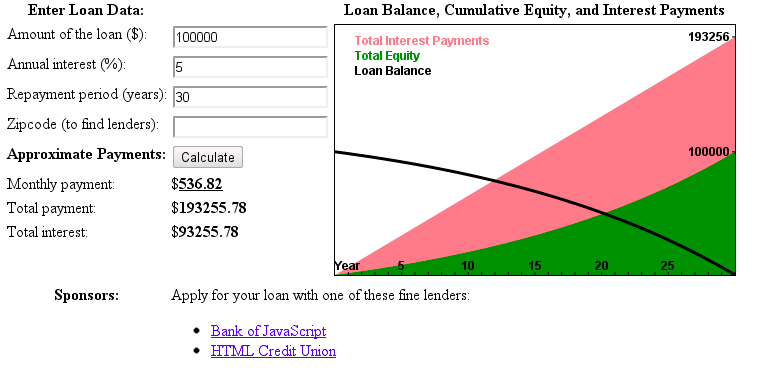 Enter Loan Data:
Loan Balance, Cumulative Equity, and Interest Payments
Amount of the loan ($):
100000
Annual interest (%):
5
Repayment period (years):
30
Zipcode (to find lenders):
Approximate Payments:
Calculate
Monthly payment:
$536.82
Total payment:
$193255.78
Total interest:
$93255.78
Total Interest Payments
Total Equity
Loan Balance
193256
100000
Year 5 10 15 20 25
Sponsors:
Apply for your loan with one of these fine lenders:
Bank of JavaScript
HTML Credit Union